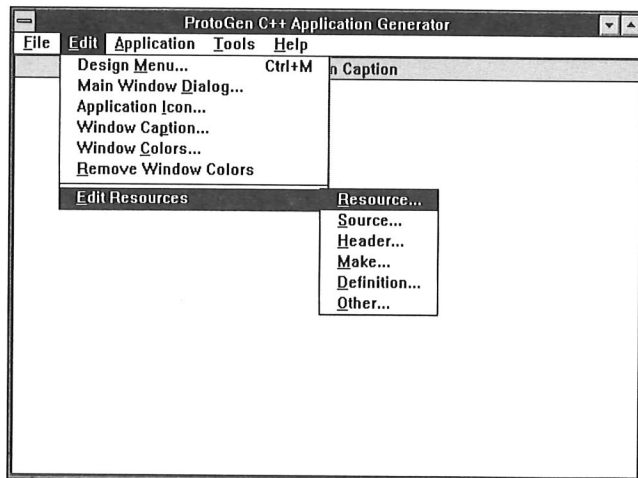 ProtoGen C++ Application Generator
File Edit Application Tools Help
n Caption
Design Menu... Ctrl+M
Main Window Dialog...
Application Icon...
Window Caption...
Window Colors...
Remove Window Colors
Edit Resources
Resource...
Source...
Header...
Make...
Definition...
Other...